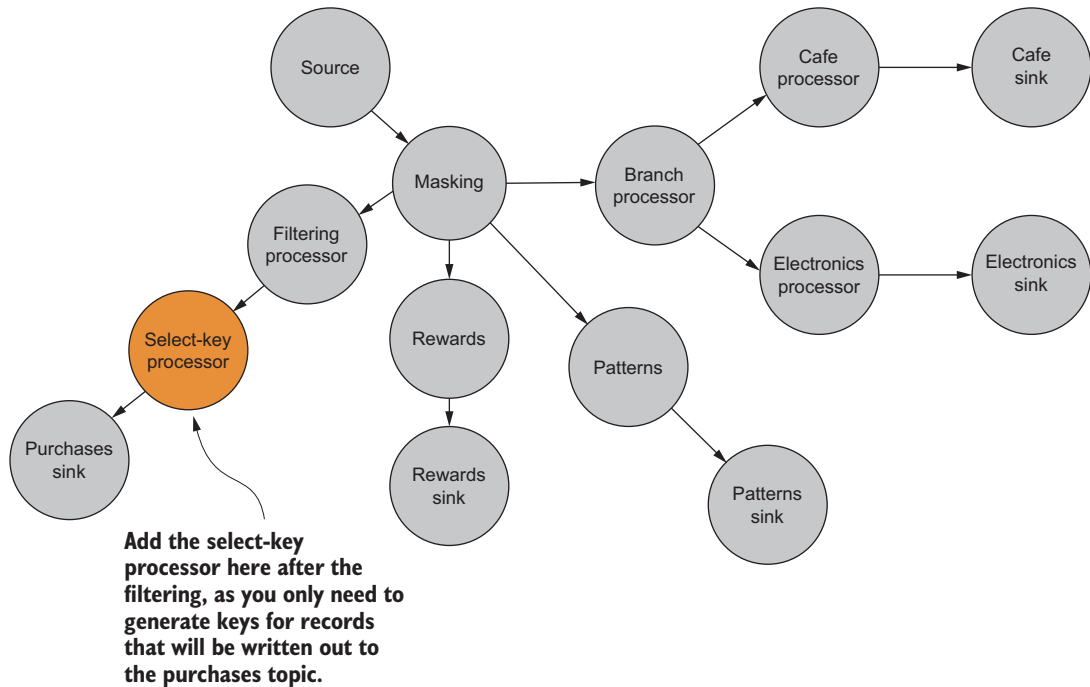 Source
Cafe
processor
Cafe
sink
Masking
Branch
processor
Filtering
processor
Electronics
processor
Electronics
sink
Select-key
processor
Rewards
Patterns
Purchases
sink
Rewards
sink
Patterns
sink
Add the select-key
processor here after the
filtering, as you only need to
generate keys for records
that will be written out to
the purchases topic.